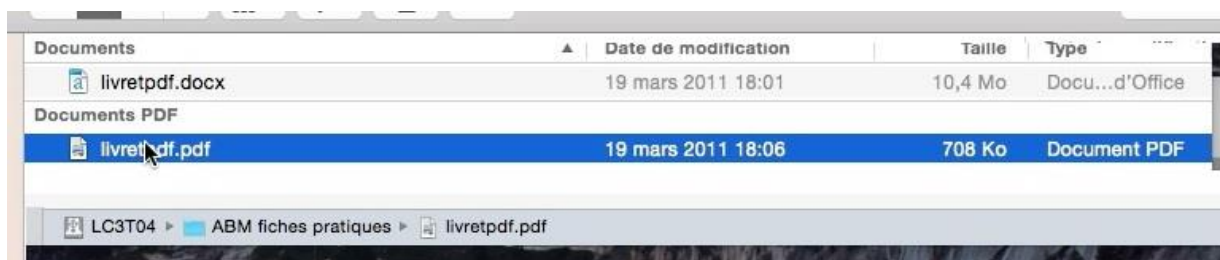 Documents ▲ Date de modification Taille Type
livretpdf.docx 19 mars 2011 18:01 10,4 Mo Docu...d'Office
Documents PDF
livretpdf.pdf 19 mars 2011 18:06 708 Ko Document PDF
LC3T04 ▸ ABM fiches pratiques ▸ livretpdf.pdf